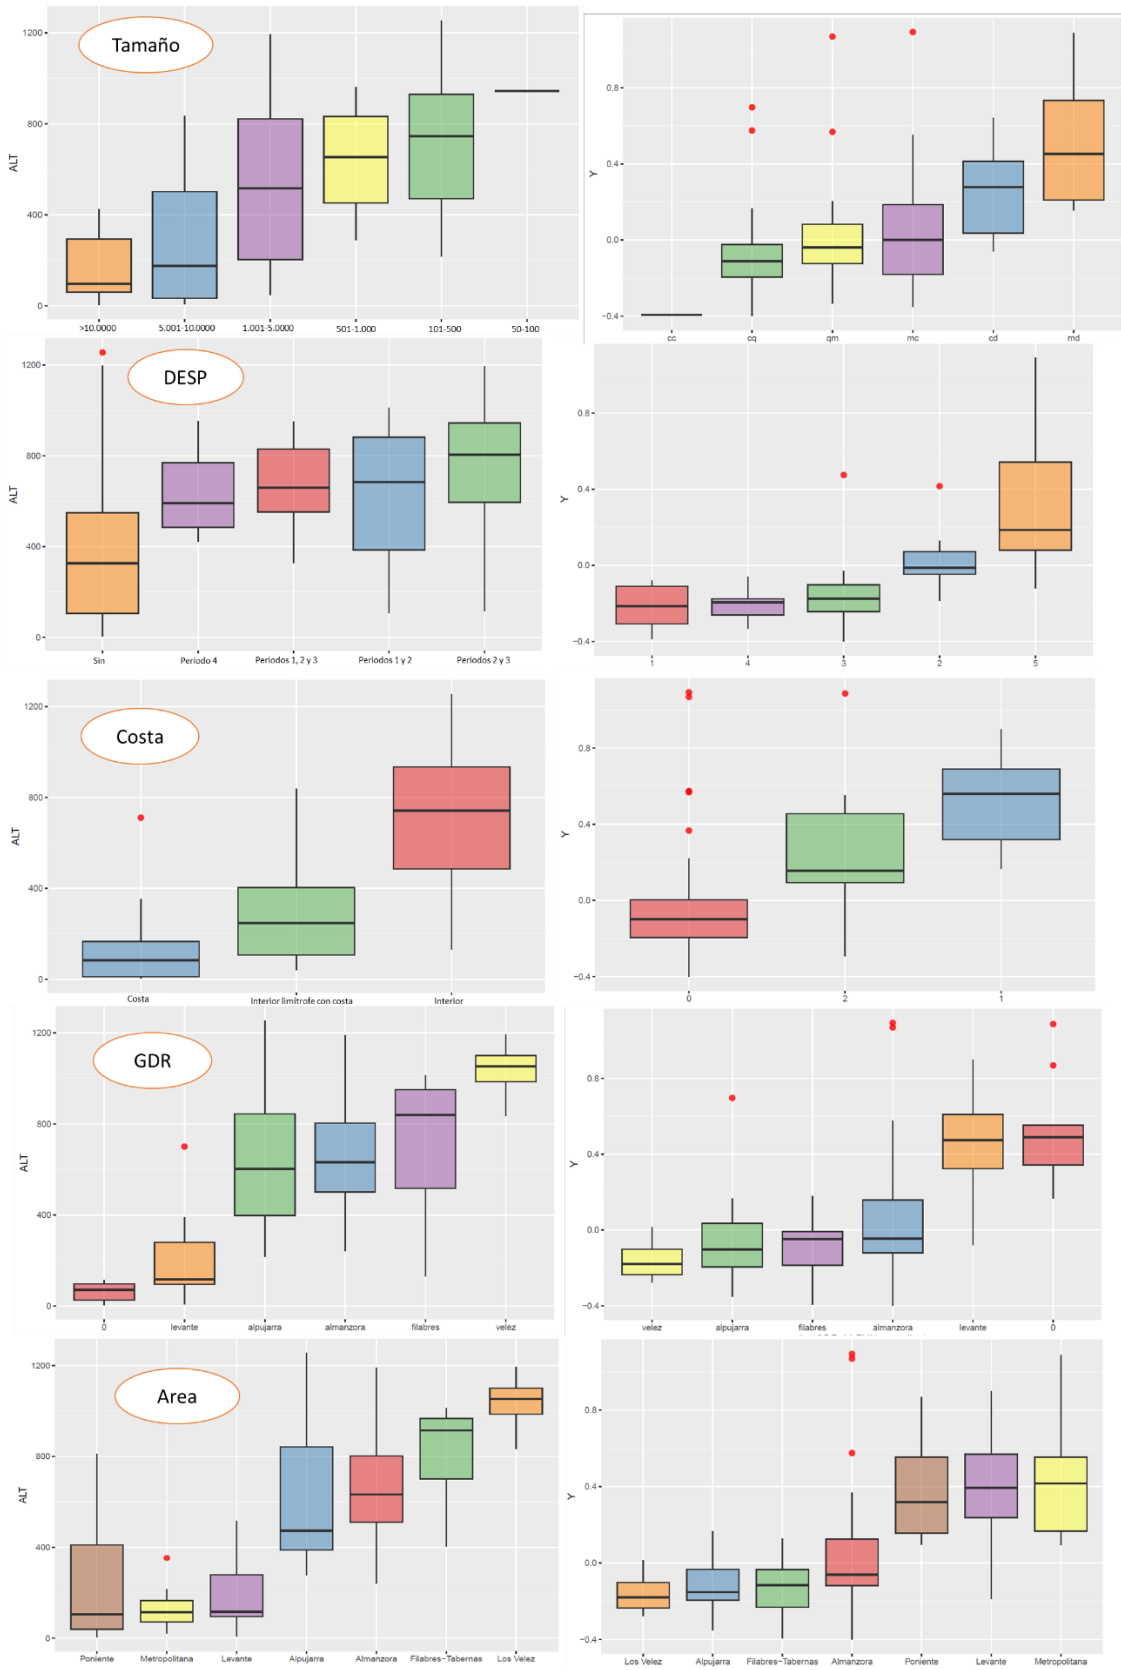 Tamaño
ALT
1200
800
400
0
>10.0000
5.001-10.0000
1.001-5.0000
501-1.000
101-500
50-100
Y
0.8
0.4
0.0
−0.4
cc
cq
qm
mc
cd
md
DESP
ALT
1200
800
400
0
Sin
Periodo 4
Periodos 1, 2 y 3
Periodos 1 y 2
Periodos 2 y 3
Y
0.8
0.4
0.0
−0.4
1
4
3
2
5
Costa
ALT
1200
800
400
0
Costa
Interior limitrofe con costa
Interior
Y
0.8
0.4
0.0
−0.4
0
2
1
GDR
ALT
1200
800
400
0
0
levante
alpujarra
almanzora
filabres
velez
Y
0.8
0.4
0.0
−0.4
velez
alpujarra
filabres
almanzora
levante
0
Area
ALT
1200
800
400
0
Poniente
Metropolitana
Levante
Alpujarra
Almanzora
Filabres−Tabernas
Los Velez
Y
0.8
0.4
0.0
−0.4
Los Velez
Alpujarra
Filabres−Tabernas
Almanzora
Poniente
Levante
Metropolitana